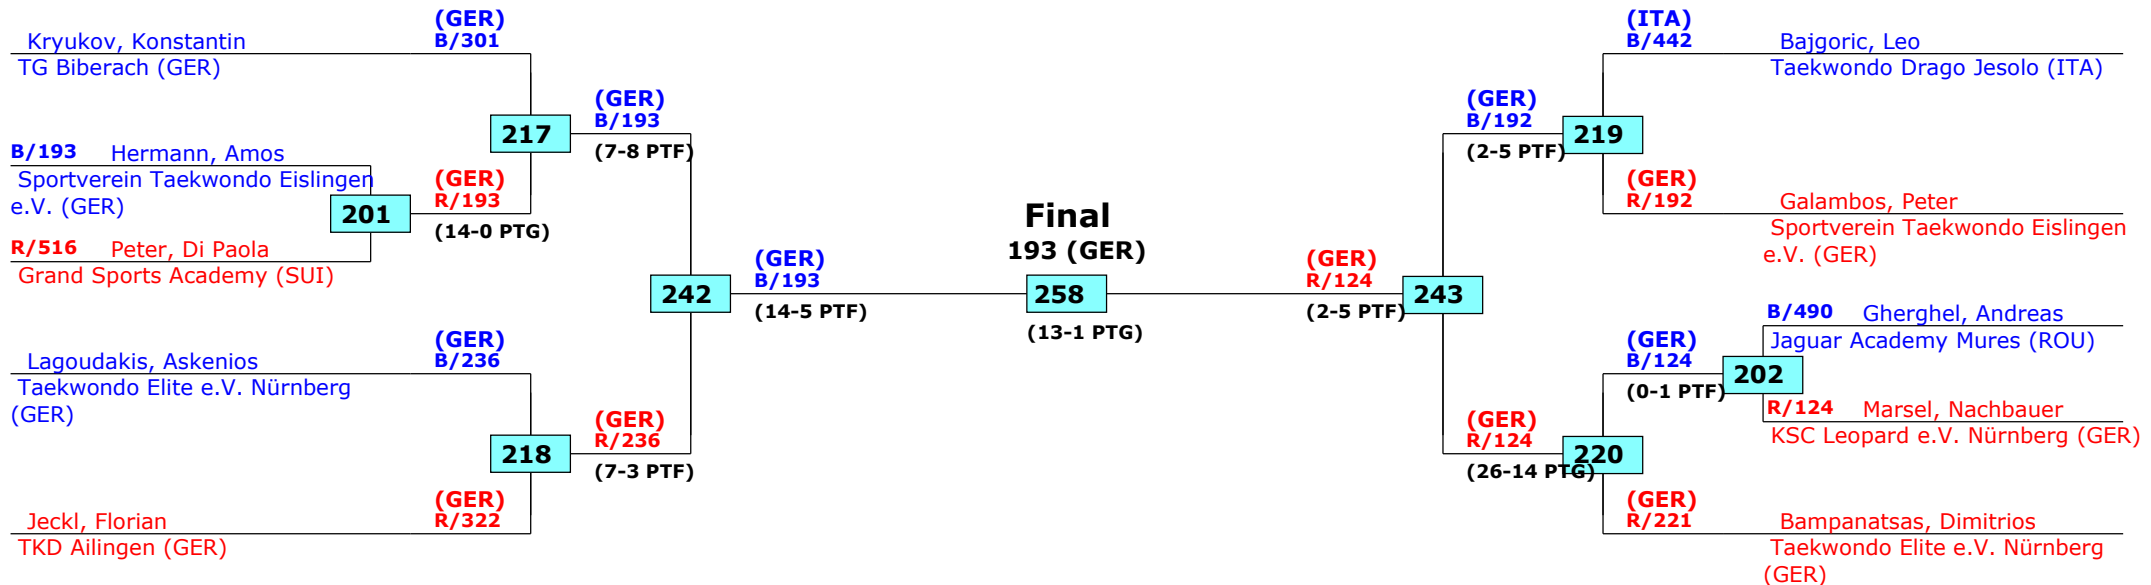 (GER)
B/301
Kryukov, Konstantin
TG Biberach (GER)
217
(GER)
B/193
(7-8 PTF)
B/193 Hermann, Amos
Sportverein Taekwondo Eislingen
e.V. (GER)
201
(GER)
R/193
(14-0 PTG)
R/516 Peter, Di Paola
Grand Sports Academy (SUI)
242
(GER)
B/193
(14-5 PTF)
(GER)
B/236
Lagoudakis, Askenios
Taekwondo Elite e.V. Nürnberg
(GER)
218
(GER)
R/236
(7-3 PTF)
(GER)
R/322
Jeckl, Florian
TKD Ailingen (GER)
Final
193 (GER)
258
(13-1 PTG)
(GER)
R/124
(2-5 PTF)
243
(GER)
B/192
(2-5 PTF)
219
(ITA)
B/442
Bajgoric, Leo
Taekwondo Drago Jesolo (ITA)
(GER)
R/192
Galambos, Peter
Sportverein Taekwondo Eislingen
e.V. (GER)
B/490 Gherghel, Andreas
Jaguar Academy Mures (ROU)
(GER)
B/124
(0-1 PTF)
202
R/124 Marsel, Nachbauer
KSC Leopard e.V. Nürnberg (GER)
(GER)
R/124
(26-14 PTG)
220
(GER)
R/221
Bampanatsas, Dimitrios
Taekwondo Elite e.V. Nürnberg
(GER)